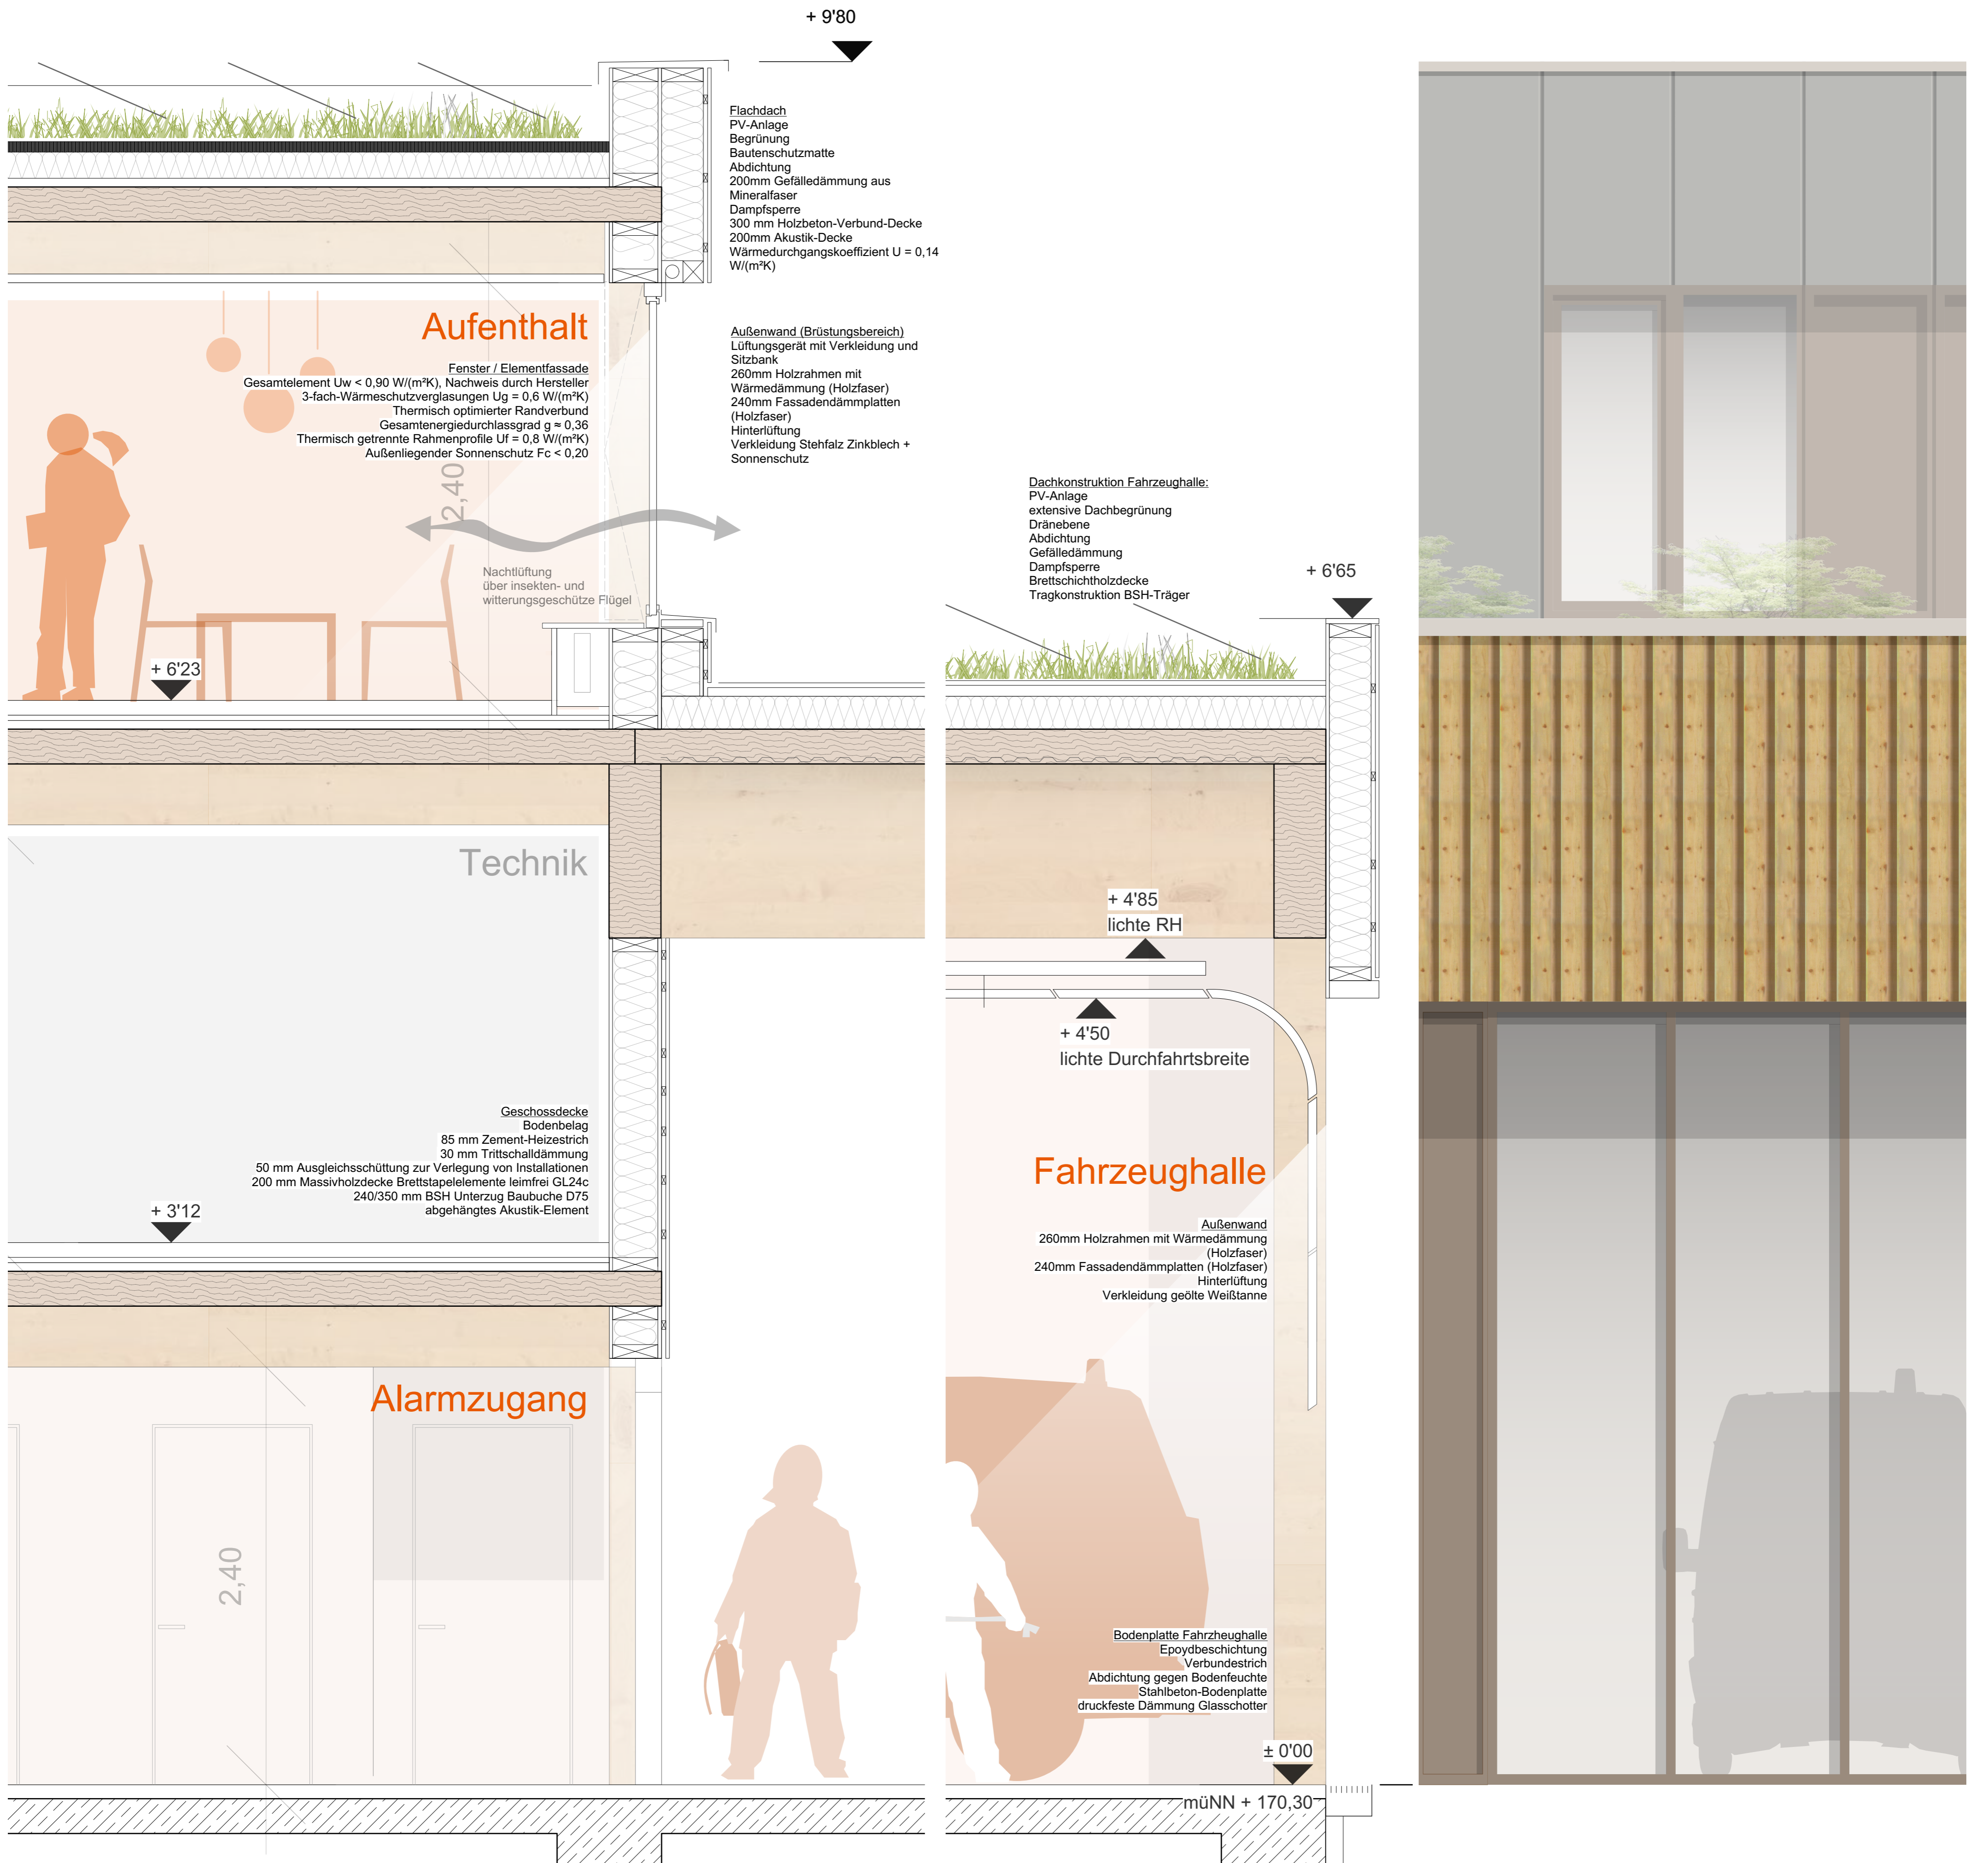 + 9'80
Flachdach
PV-Anlage
Begrünung
Bautenschutzmatte
Abdichtung
200mm Gefälledämmung aus
Mineralfaser
Dampfsperre
300 mm Holzbeton-Verbund-Decke
200mm Akustik-Decke
Wärmedurchgangskoeffizient U = 0,14
W/(m²K)
Aufenthalt
Fenster / Elementfassade
Gesamtelement Uw < 0,90 W/(m²K), Nachweis durch Hersteller
3-fach-Wärmeschutzverglasungen Ug = 0,6 W/(m²K)
Thermisch optimierter Randverbund
Gesamtenergiedurchlassgrad g ≈ 0,36
Thermisch getrennte Rahmenprofile Uf = 0,8 W/(m²K)
Außenliegender Sonnenschutz Fc < 0,20
2,40
Außenwand (Brüstungsbereich)
Lüftungsgerät mit Verkleidung und
Sitzbank
260mm Holzrahmen mit
Wärmedämmung (Holzfaser)
240mm Fassadendämmplatten
(Holzfaser)
Hinterlüftung
Verkleidung Stehfalz Zinkblech +
Sonnenschutz
Nachtlüftung
über insekten- und
witterungsgeschütze Flügel
+ 6'23
Dachkonstruktion Fahrzeughalle:
PV-Anlage
extensive Dachbegrünung
Dränebene
Abdichtung
Gefälledämmung
Dampfsperre
Brettschichtholzdecke
Tragkonstruktion BSH-Träger
+ 6'65
Technik
+ 4'85
lichte RH
+ 4'50
lichte Durchfahrtsbreite
Geschossdecke
Bodenbelag
85 mm Zement-Heizestrich
30 mm Trittschalldämmung
50 mm Ausgleichsschüttung zur Verlegung von Installationen
200 mm Massivholzdecke Brettstapelelemente leimfrei GL24c
240/350 mm BSH Unterzug Baubuche D75
abgehängtes Akustik-Element
+ 3'12
Fahrzeughalle
Außenwand
260mm Holzrahmen mit Wärmedämmung
(Holzfaser)
240mm Fassadendämmplatten (Holzfaser)
Hinterlüftung
Verkleidung geölte Weißtanne
Alarmzugang
2,40
Bodenplatte Fahrzheughalle
Epoydbeschichtung
Verbundestrich
Abdichtung gegen Bodenfeuchte
Stahlbeton-Bodenplatte
druckfeste Dämmung Glasschotter
± 0'00
müNN + 170,30